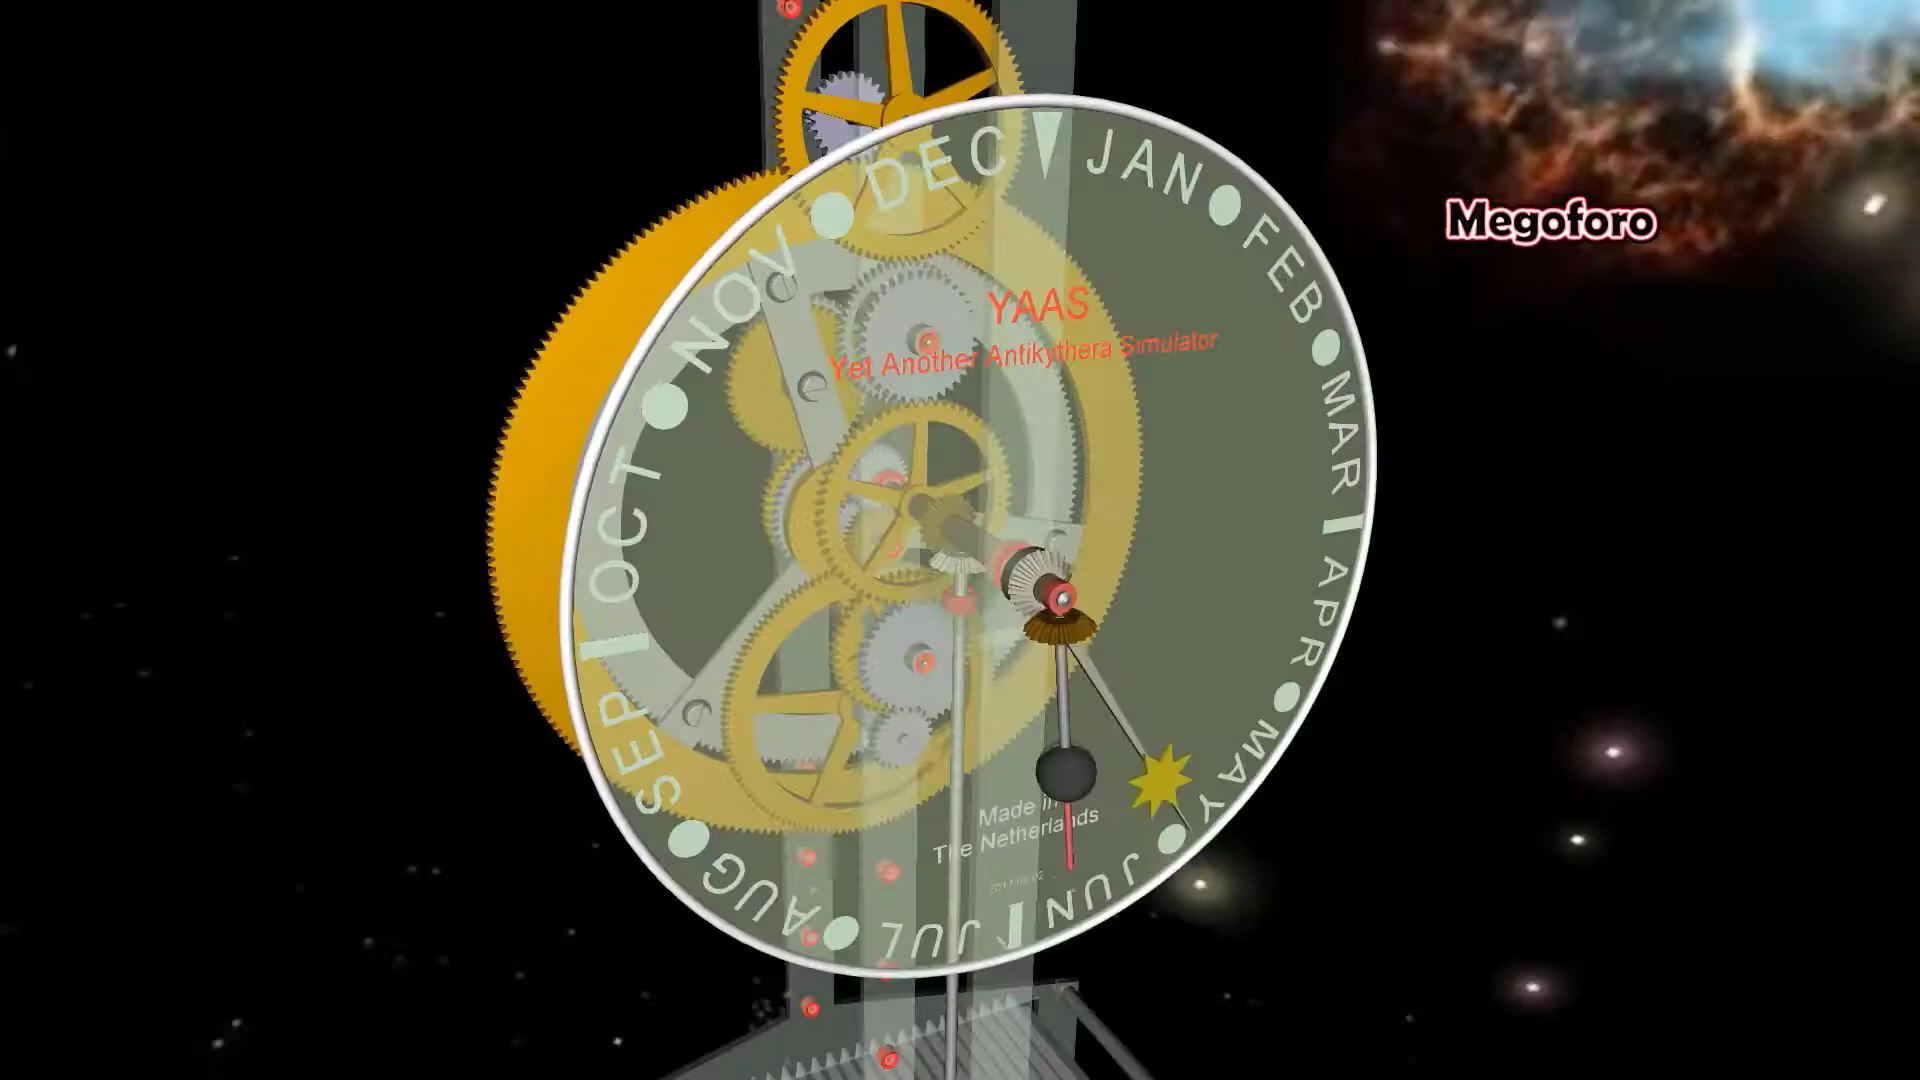 Megoforo
DEC
JAN
FEB
MAR
APR
MAY
JUN
JUL
AUG
SEP
OCT
NOV
YAAS
Yet Another Antikythera Simulator
Made in
The Netherlands